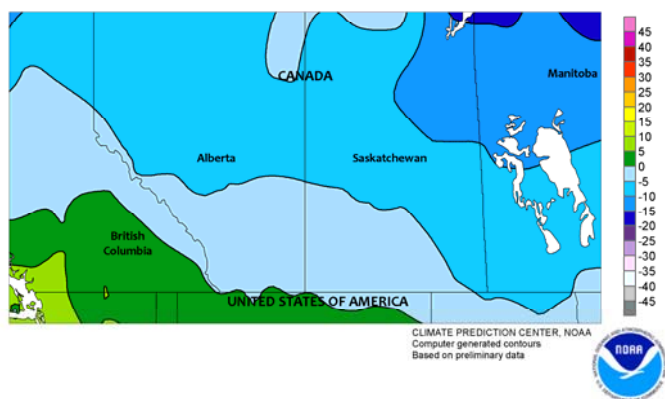 CANADA
Manitoba
Alberta
Saskatchewan
British
Columbia
UNITED STATES OF AMERICA
45
40
35
30
25
20
15
10
5
0
-5
-10
-15
-20
-25
-30
-35
-40
-45
CLIMATE PREDICTION CENTER, NOAA
Computer generated contours
Based on preliminary data
NOAA